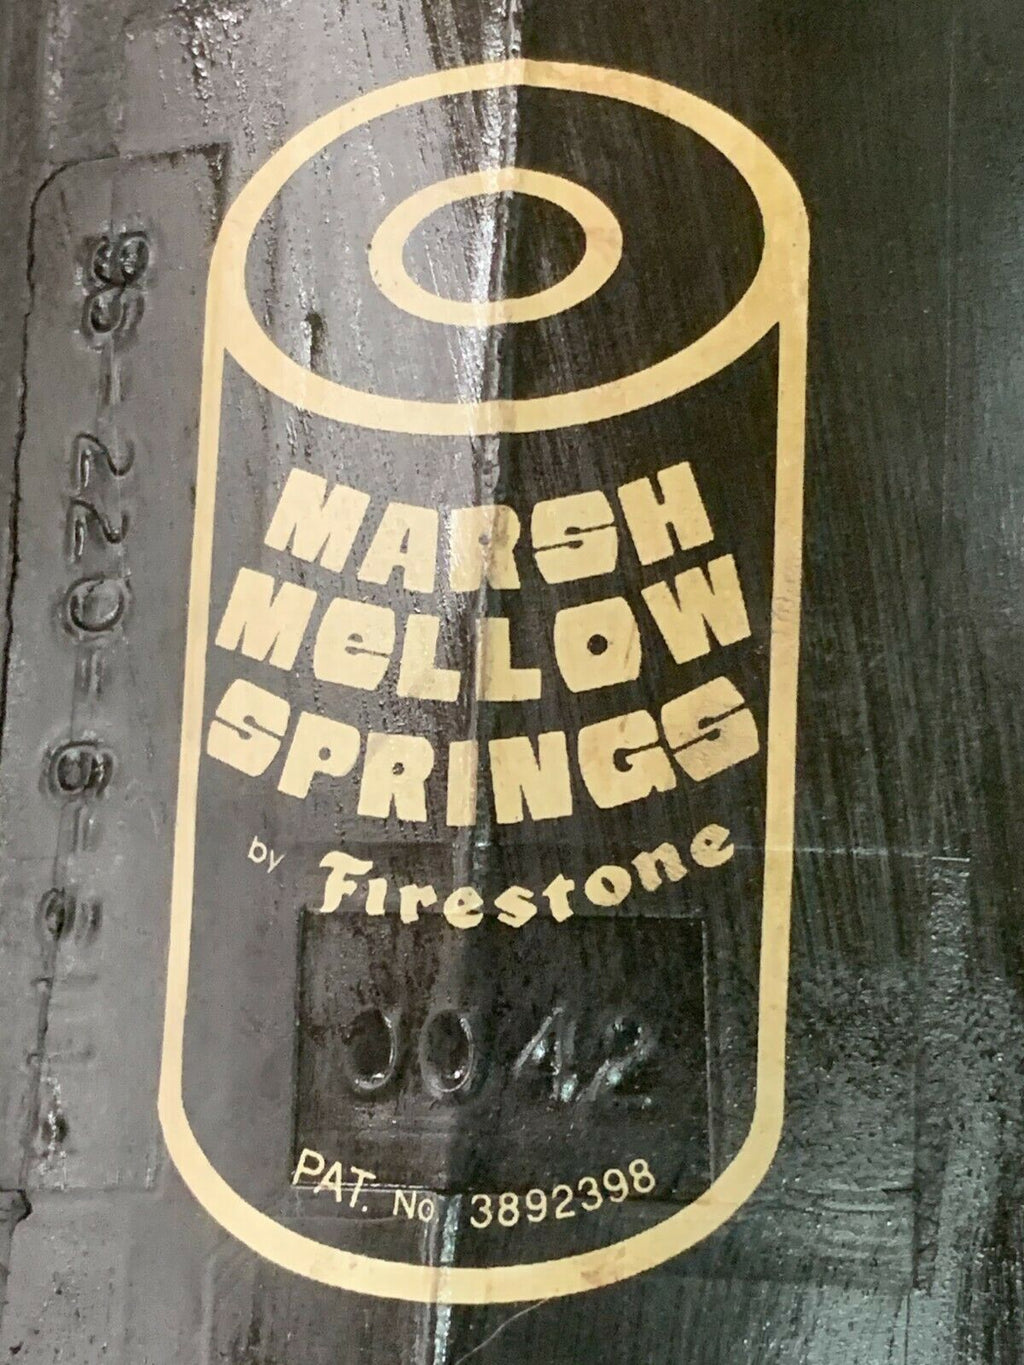 MARSH
MeLLOW
SPRINGS
by Firestone
0042
PAT. No 3892398